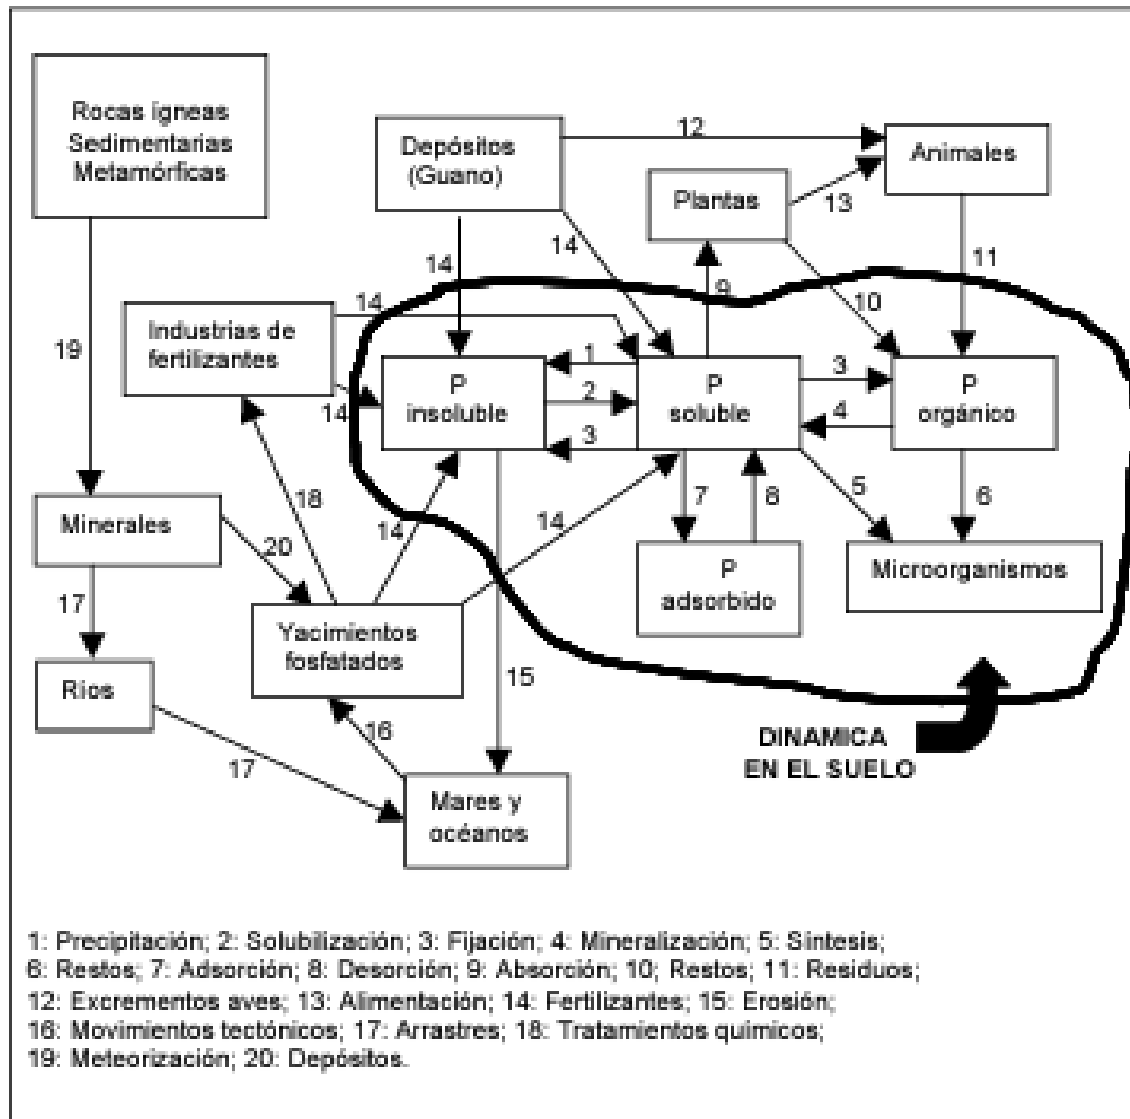 Rocas ígneas
Sedimentarias
Metamórficas
Depósitos
(Guano)
12
Animales
Plantas
13
14
14
9
11
10
14
19
Industrias de
fertilizantes
14
P
insoluble
1
2
3
P
soluble
3
4
P
orgánico
18
14
14
7
8
5
6
Minerales
20
P
adsorbido
Microorganismos
17
Yacimientos
fosfatados
Rios
15
16
17
DINAMICA
EN EL SUELO
Mares y
océanos
1: Precipitación; 2: Solubilización; 3: Fijación; 4: Mineralización; 5: Síntesis;
6: Restos; 7: Adsorción; 8: Desorción; 9: Absorción; 10; Restos; 11: Residuos;
12: Excrementos aves; 13: Alimentación; 14: Fertilizantes; 15: Erosión;
16: Movimientos tectónicos; 17: Arrastres; 18: Tratamientos químicos;
19: Meteorización; 20: Depósitos.